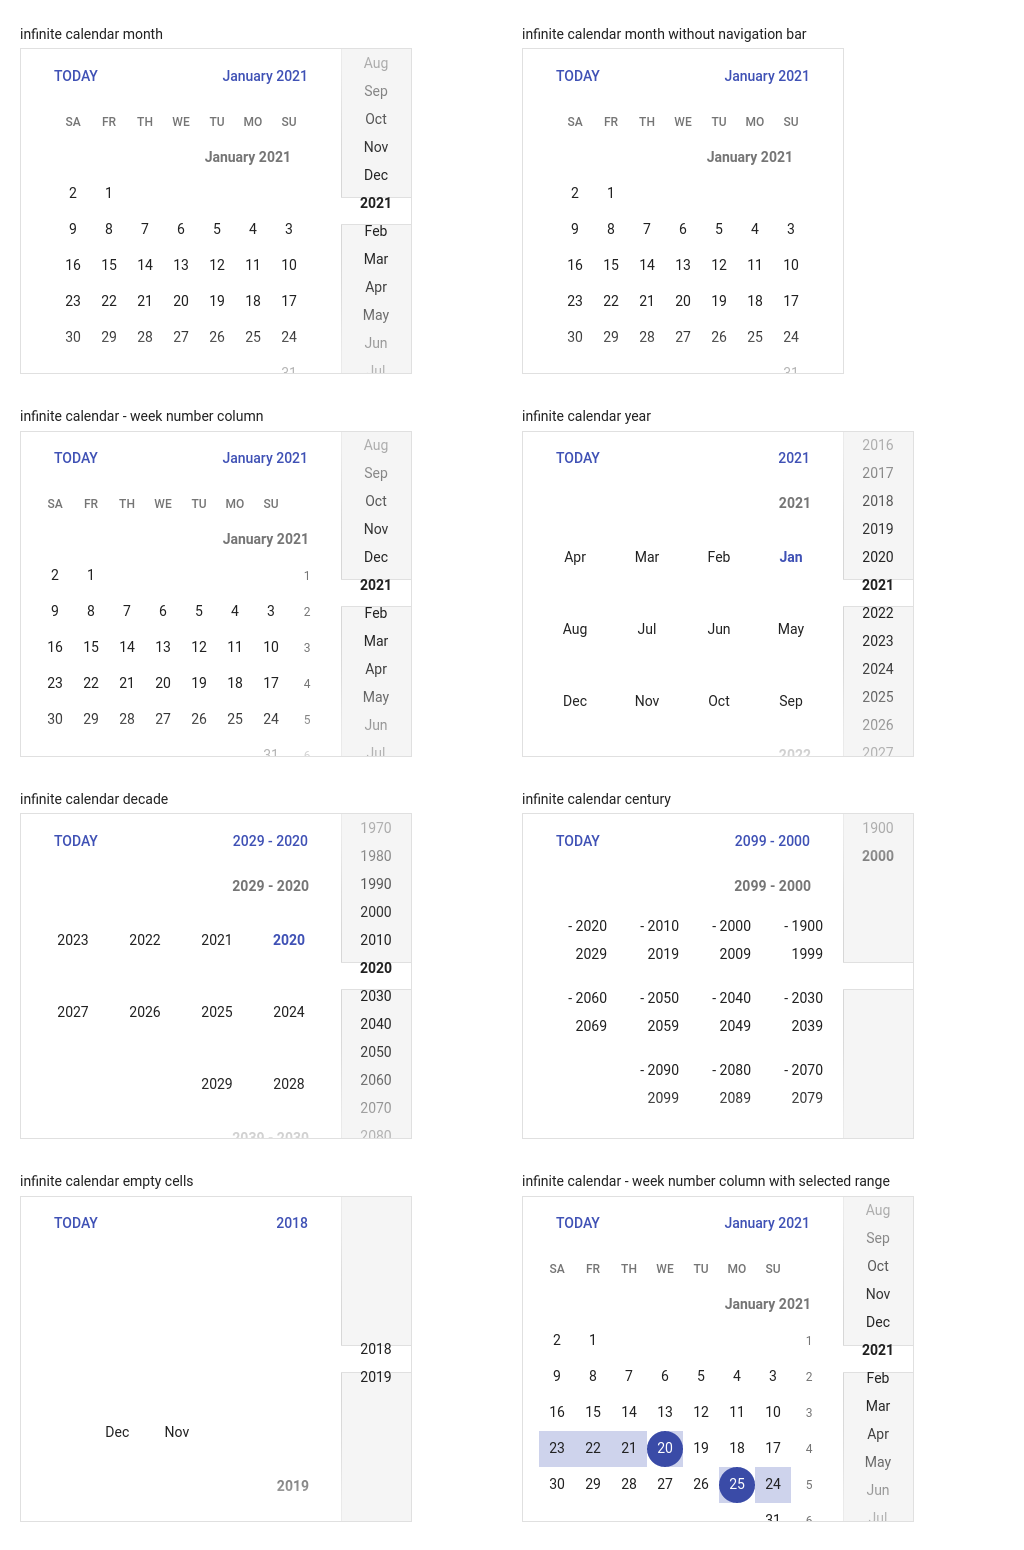 infinite calendar month
TODAY January 2021
SA FR TH WE TU MO SU
January 2021
2 1
9 8 7 6 5 4 3
16 15 14 13 12 11 10
23 22 21 20 19 18 17
30 29 28 27 26 25 24
31
Aug
Sep
Oct
Nov
Dec
2021
Feb
Mar
Apr
May
Jun
Jul
infinite calendar month without navigation bar
TODAY January 2021
SA FR TH WE TU MO SU
January 2021
2 1
9 8 7 6 5 4 3
16 15 14 13 12 11 10
23 22 21 20 19 18 17
30 29 28 27 26 25 24
31
infinite calendar - week number column
TODAY January 2021
SA FR TH WE TU MO SU
January 2021
2 1 1
9 8 7 6 5 4 3 2
16 15 14 13 12 11 10 3
23 22 21 20 19 18 17 4
30 29 28 27 26 25 24 5
31 6
Aug
Sep
Oct
Nov
Dec
2021
Feb
Mar
Apr
May
Jun
Jul
infinite calendar year
TODAY 2021
2021
Apr Mar Feb Jan
Aug Jul Jun May
Dec Nov Oct Sep
2022
2016
2017
2018
2019
2020
2021
2022
2023
2024
2025
2026
2027
infinite calendar decade
TODAY 2029 - 2020
2029 - 2020
2023 2022 2021 2020
2027 2026 2025 2024
2029 2028
2039 - 2030
1970
1980
1990
2000
2010
2020
2030
2040
2050
2060
2070
2080
infinite calendar century
TODAY 2099 - 2000
2099 - 2000
- 2020 - 2010 - 2000 - 1900
2029 2019 2009 1999
- 2060 - 2050 - 2040 - 2030
2069 2059 2049 2039
- 2090 - 2080 - 2070
2099 2089 2079
1900
2000
infinite calendar empty cells
TODAY 2018
Dec Nov
2019
2018
2019
infinite calendar - week number column with selected range
TODAY January 2021
SA FR TH WE TU MO SU
January 2021
2 1 1
9 8 7 6 5 4 3 2
16 15 14 13 12 11 10 3
23 22 21 20 19 18 17 4
30 29 28 27 26 25 24 5
31 6
Aug
Sep
Oct
Nov
Dec
2021
Feb
Mar
Apr
May
Jun
Jul